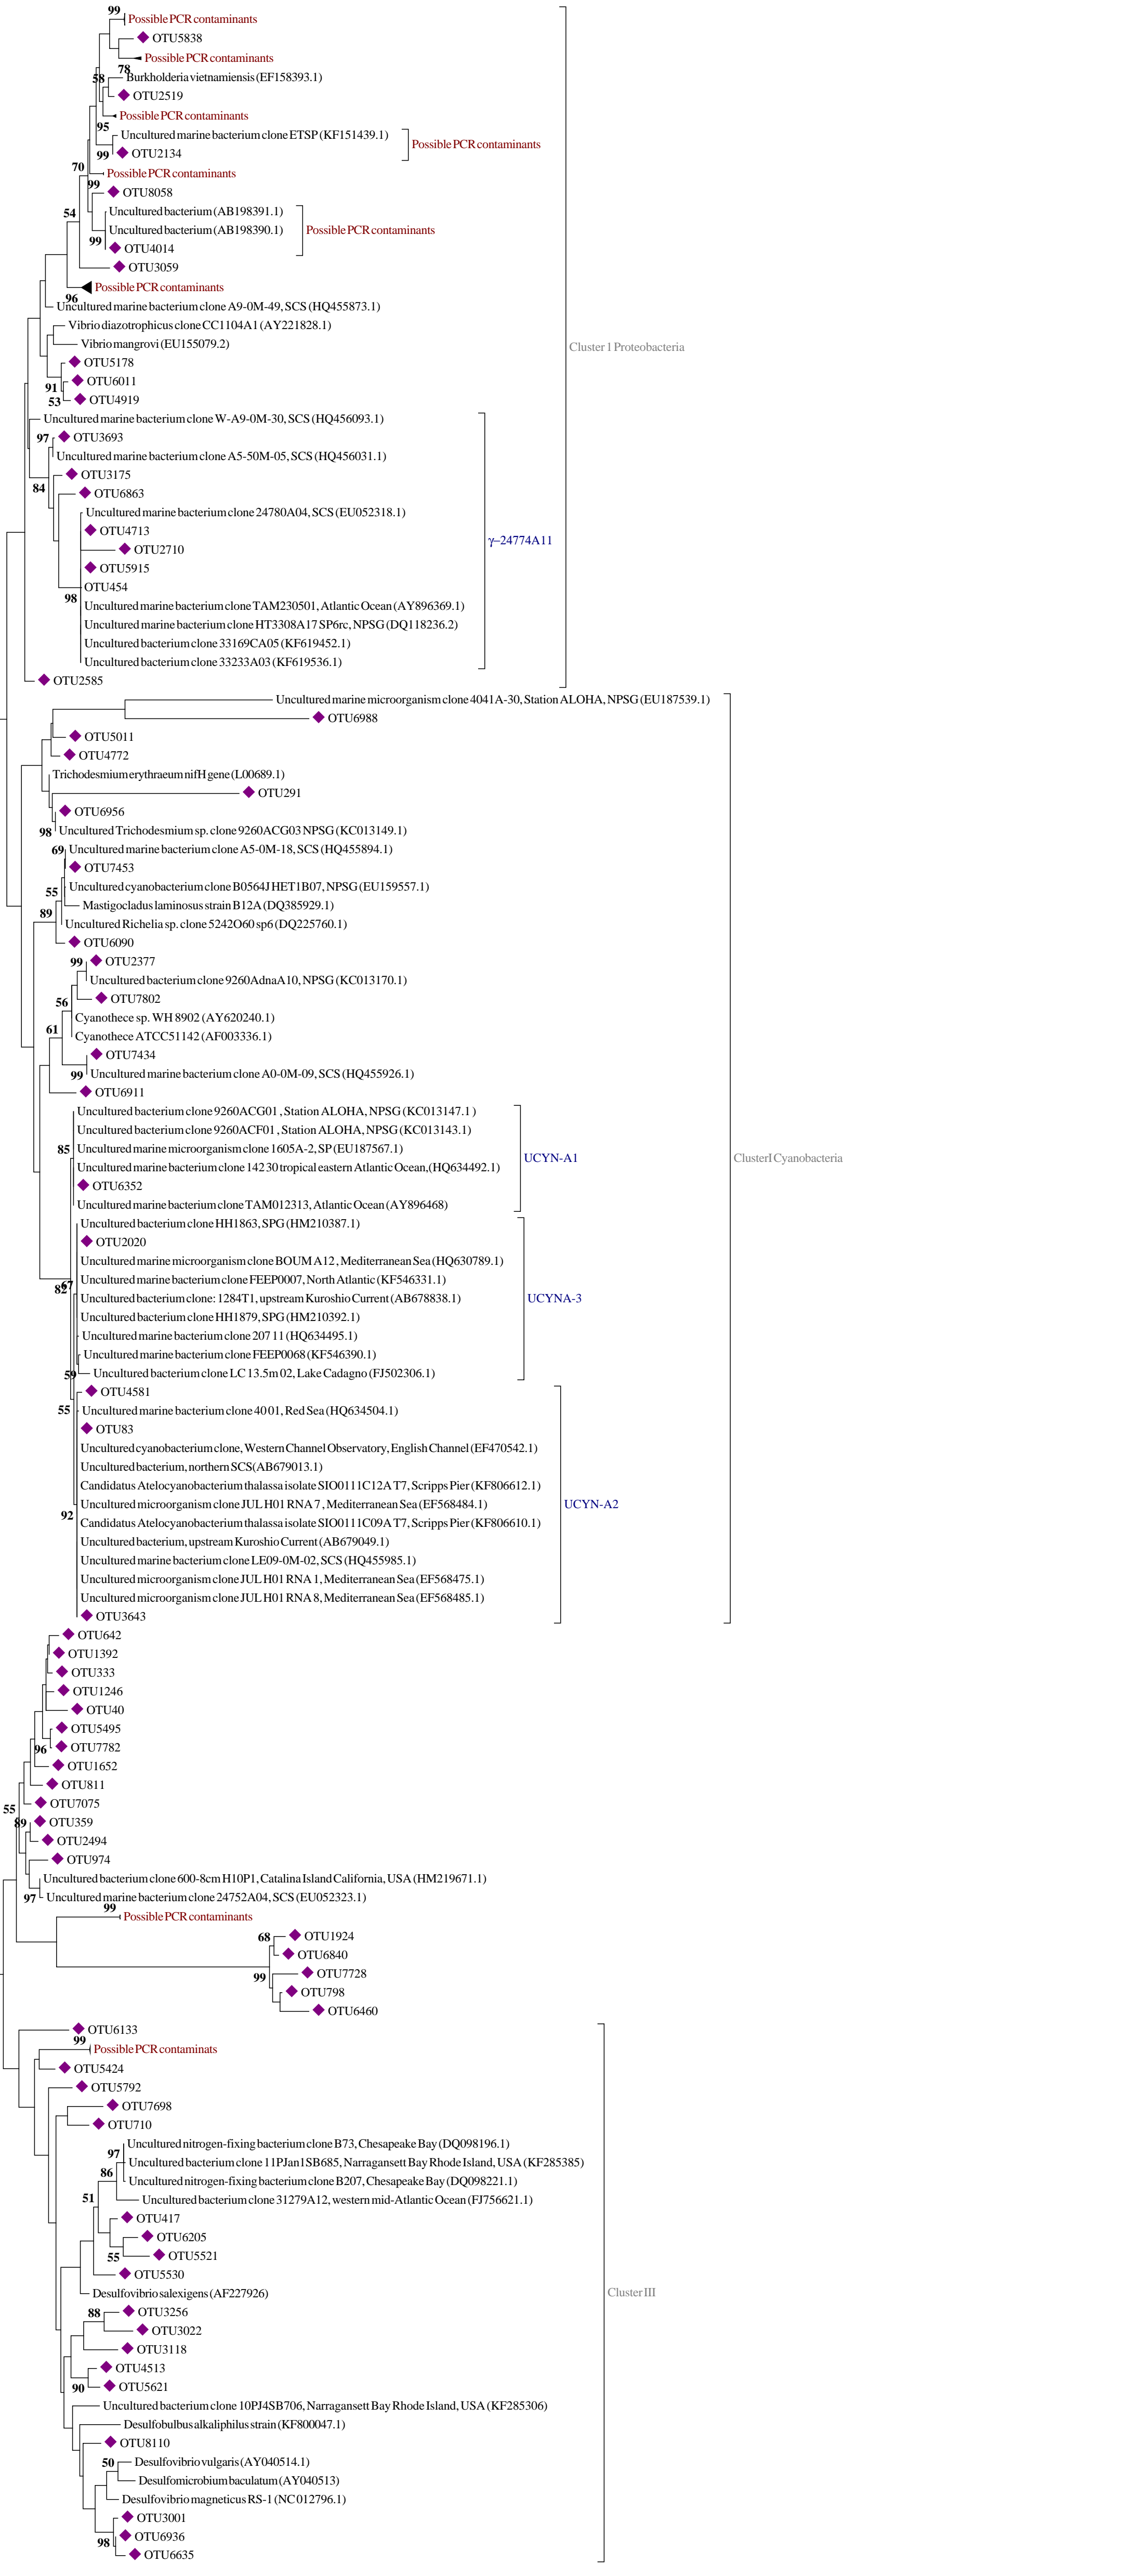 99
Possible PCR contaminants
OTU5838
Possible PCR contaminants
78
58
Burkholderia vietnamiensis (EF158393.1)
OTU2519
Possible PCR contaminants
95
Uncultured marine bacterium clone ETSP (KF151439.1)
Possible PCR contaminants
99
OTU2134
70
Possible PCR contaminants
99
OTU8058
54
Uncultured bacterium (AB198391.1)
Uncultured bacterium (AB198390.1)
Possible PCR contaminants
99
OTU4014
OTU3059
Possible PCR contaminants
96
Uncultured marine bacterium clone A9-0M-49, SCS (HQ455873.1)
Vibrio diazotrophicus clone CC1104A1 (AY221828.1)
Vibrio mangrovi (EU155079.2)
Cluster 1 Proteobacteria
OTU5178
91
OTU6011
53
OTU4919
Uncultured marine bacterium clone W-A9-0M-30, SCS (HQ456093.1)
97
OTU3693
Uncultured marine bacterium clone A5-50M-05, SCS (HQ456031.1)
OTU3175
84
OTU6863
Uncultured marine bacterium clone 24780A04, SCS (EU052318.1)
OTU4713
γ–24774A11
OTU2710
OTU5915
OTU454
98
Uncultured marine bacterium clone TAM230501, Atlantic Ocean (AY896369.1)
Uncultured marine bacterium clone HT3308A17 SP6rc, NPSG (DQ118236.2)
Uncultured bacterium clone 33169CA05 (KF619452.1)
Uncultured bacterium clone 33233A03 (KF619536.1)
OTU2585
Uncultured marine microorganism clone 4041A-30, Station ALOHA, NPSG (EU187539.1)
OTU6988
OTU5011
OTU4772
Trichodesmium erythraeum nifH gene (L00689.1)
OTU291
OTU6956
98
Uncultured Trichodesmium sp. clone 9260ACG03 NPSG (KC013149.1)
69
Uncultured marine bacterium clone A5-0M-18, SCS (HQ455894.1)
OTU7453
55
Uncultured cyanobacterium clone B0564J HET1B07, NPSG (EU159557.1)
Mastigocladus laminosus strain B12A (DQ385929.1)
89
Uncultured Richelia sp. clone 5242O60 sp6 (DQ225760.1)
OTU6090
99
OTU2377
Uncultured bacterium clone 9260AdnaA10, NPSG (KC013170.1)
56
OTU7802
Cyanothece sp. WH 8902 (AY620240.1)
61
Cyanothece ATCC51142 (AF003336.1)
OTU7434
99
Uncultured marine bacterium clone A0-0M-09, SCS (HQ455926.1)
OTU6911
Uncultured bacterium clone 9260ACG01 , Station ALOHA, NPSG (KC013147.1 )
Uncultured bacterium clone 9260ACF01 , Station ALOHA, NPSG (KC013143.1)
85
Uncultured marine microorganism clone 1605A-2, SP (EU187567.1)
UCYN-A1
ClusterI Cyanobacteria
Uncultured marine bacterium clone 142 30 tropical eastern Atlantic Ocean,(HQ634492.1)
OTU6352
Uncultured marine bacterium clone TAM012313, Atlantic Ocean (AY896468)
Uncultured bacterium clone HH1863, SPG (HM210387.1)
OTU2020
Uncultured marine microorganism clone BOUM A12 , Mediterranean Sea (HQ630789.1)
Uncultured marine bacterium clone FEEP0007, North Atlantic (KF546331.1)
82
67
Uncultured bacterium clone: 1284T1, upstream Kuroshio Current (AB678838.1)
UCYNA-3
Uncultured bacterium clone HH1879, SPG (HM210392.1)
Uncultured marine bacterium clone 207 11 (HQ634495.1)
Uncultured marine bacterium clone FEEP0068 (KF546390.1)
59
Uncultured bacterium clone LC 13.5m 02, Lake Cadagno (FJ502306.1)
OTU4581
55
Uncultured marine bacterium clone 40 01, Red Sea (HQ634504.1)
OTU83
Uncultured cyanobacterium clone, Western Channel Observatory, English Channel (EF470542.1)
Uncultured bacterium, northern SCS(AB679013.1)
Candidatus Atelocyanobacterium thalassa isolate SIO0111C12A T7, Scripps Pier (KF806612.1)
Uncultured microorganism clone JUL H01 RNA 7 , Mediterranean Sea (EF568484.1)
UCYN-A2
92
Candidatus Atelocyanobacterium thalassa isolate SIO0111C09A T7, Scripps Pier (KF806610.1)
Uncultured bacterium, upstream Kuroshio Current (AB679049.1)
Uncultured marine bacterium clone LE09-0M-02, SCS (HQ455985.1)
Uncultured microorganism clone JUL H01 RNA 1, Mediterranean Sea (EF568475.1)
Uncultured microorganism clone JUL H01 RNA 8, Mediterranean Sea (EF568485.1)
OTU3643
OTU642
OTU1392
OTU333
OTU1246
OTU40
OTU5495
96
OTU7782
OTU1652
OTU811
OTU7075
55
89
OTU359
OTU2494
OTU974
Uncultured bacterium clone 600-8cm H10P1, Catalina Island California, USA (HM219671.1)
97
Uncultured marine bacterium clone 24752A04, SCS (EU052323.1)
99
Possible PCR contaminants
68
OTU1924
OTU6840
99
OTU7728
OTU798
OTU6460
OTU6133
99
Possible PCR contaminats
OTU5424
OTU5792
OTU7698
OTU710
Uncultured nitrogen-fixing bacterium clone B73, Chesapeake Bay (DQ098196.1)
97
Uncultured bacterium clone 11PJan1SB685, Narragansett Bay Rhode Island, USA (KF285385)
86
Uncultured nitrogen-fixing bacterium clone B207, Chesapeake Bay (DQ098221.1)
51
Uncultured bacterium clone 31279A12, western mid-Atlantic Ocean (FJ756621.1)
OTU417
OTU6205
55
OTU5521
OTU5530
Desulfovibrio salexigens (AF227926)
Cluster III
88
OTU3256
OTU3022
OTU3118
OTU4513
90
OTU5621
Uncultured bacterium clone 10PJ4SB706, Narragansett Bay Rhode Island, USA (KF285306)
Desulfobulbus alkaliphilus strain (KF800047.1)
OTU8110
50
Desulfovibrio vulgaris (AY040514.1)
Desulfomicrobium baculatum (AY040513)
Desulfovibrio magneticus RS-1 (NC 012796.1)
OTU3001
98
OTU6936
OTU6635